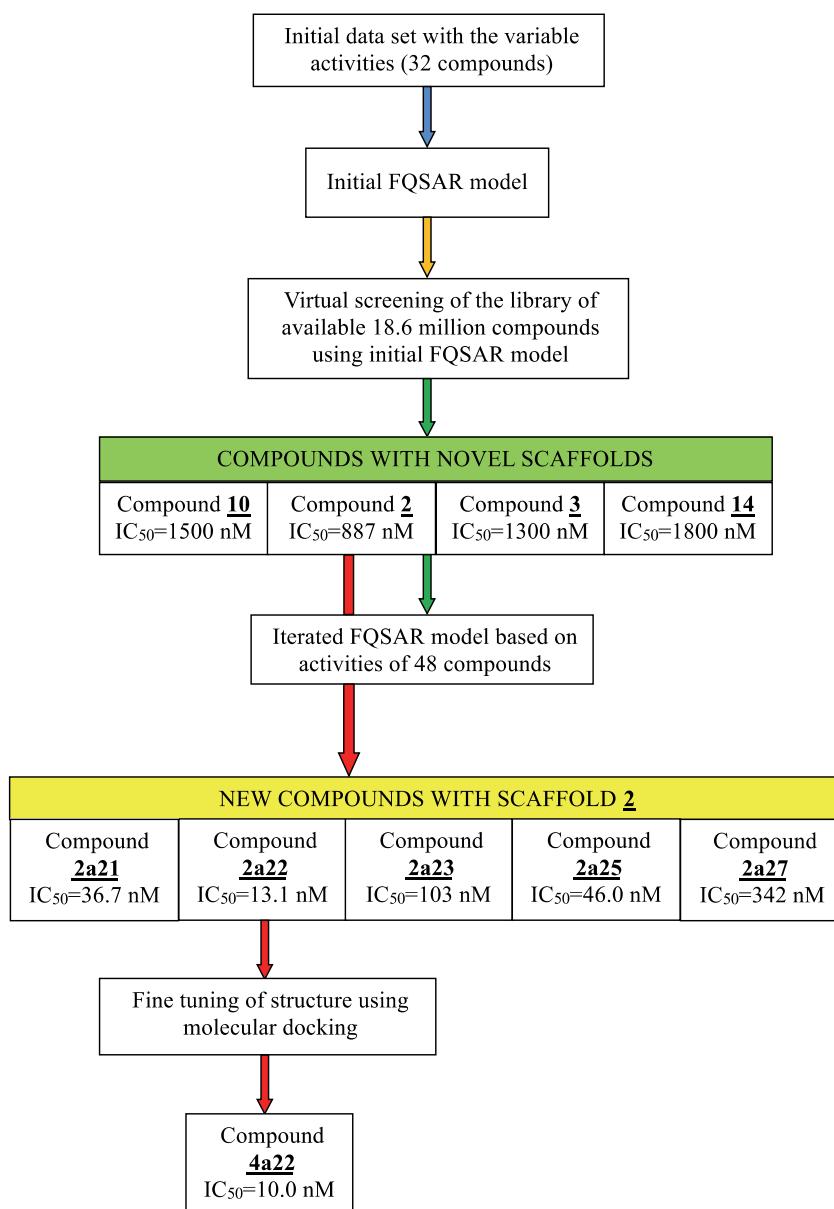 Initial data set with the variable
activities (32 compounds)
Initial FQSAR model
Virtual screening of the library of
available 18.6 million compounds
using initial FQSAR model
COMPOUNDS WITH NOVEL SCAFFOLDS
Compound 10
IC50=1500 nM
Compound 2
IC50=887 nM
Compound 3
IC50=1300 nM
Compound 14
IC50=1800 nM
Iterated FQSAR model based on
activities of 48 compounds
NEW COMPOUNDS WITH SCAFFOLD 2
Compound
2a21
IC50=36.7 nM
Compound
2a22
IC50=13.1 nM
Compound
2a23
IC50=103 nM
Compound
2a25
IC50=46.0 nM
Compound
2a27
IC50=342 nM
Fine tuning of structure using
molecular docking
Compound
4a22
IC50=10.0 nM